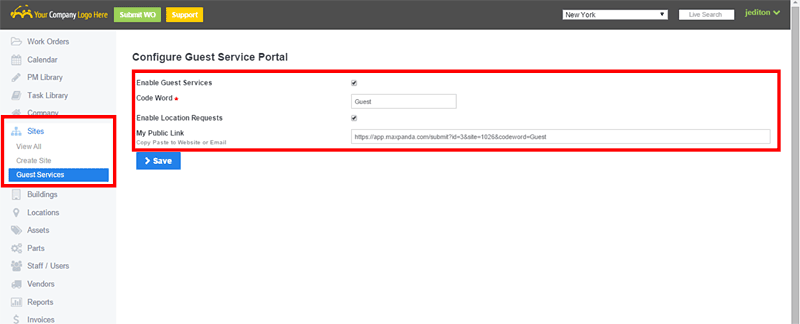 Your Company Logo Here
Submit WO
Support
New York
Live Search
jediton
Work Orders
Calendar
PM Library
Task Library
Company
Sites
View All
Create Site
Guest Services
Buildings
Locations
Assets
Parts
Staff / Users
Vendors
Reports
Invoices
Configure Guest Service Portal
Enable Guest Services
Code Word ★
Guest
Enable Location Requests
My Public Link
Copy Paste to Website or Email
https://app.maxpanda.com/submit?id=3&site=1026&codeword=Guest
Save